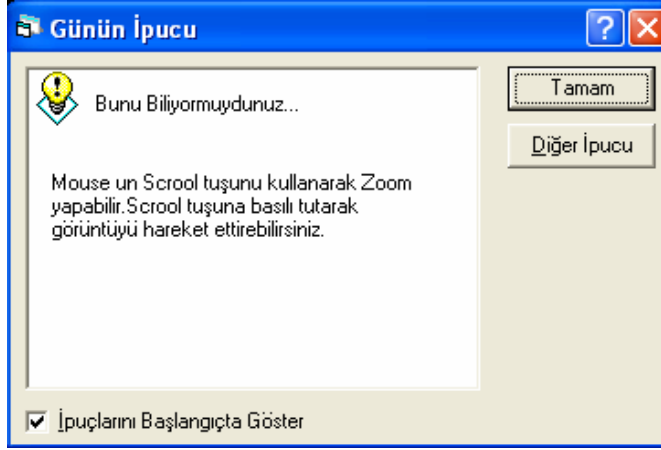 Günün İpucu
Bunu Biliyormuydunuz...
Mouse un Scrool tuşunu kullanarak Zoom
yapabilir.Scrool tuşuna basılı tutarak
görüntüyü hareket ettirebilirsiniz.
Tamam
Diğer İpucu
İpuçlarını Başlangıçta Göster